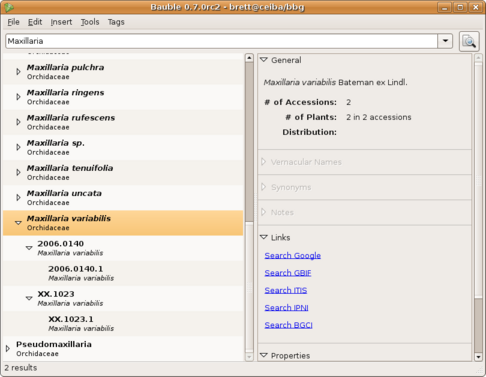 Bauble 0.7.0rc2 - brett@ceiba/bbg
File Edit Insert Tools Tags
Maxillaria
Orchidaceae
Maxillaria pulchra
Orchidaceae
Maxillaria ringens
Orchidaceae
Maxillaria rufescens
Orchidaceae
Maxillaria sp.
Orchidaceae
Maxillaria tenuifolia
Orchidaceae
Maxillaria uncata
Orchidaceae
Maxillaria variabilis
Orchidaceae
2006.0140
Maxillaria variabilis
2006.0140.1
Maxillaria variabilis
XX.1023
Maxillaria variabilis
XX.1023.1
Maxillaria variabilis
Pseudomaxillaria
Orchidaceae
General
Maxillaria variabilis Bateman ex Lindl.
# of Accessions: 2
# of Plants: 2 in 2 accessions
Distribution:
Vernacular Names
Synonyms
Notes
Links
Search Google
Search GBIF
Search ITIS
Search IPNI
Search BGCI
Properties
2 results